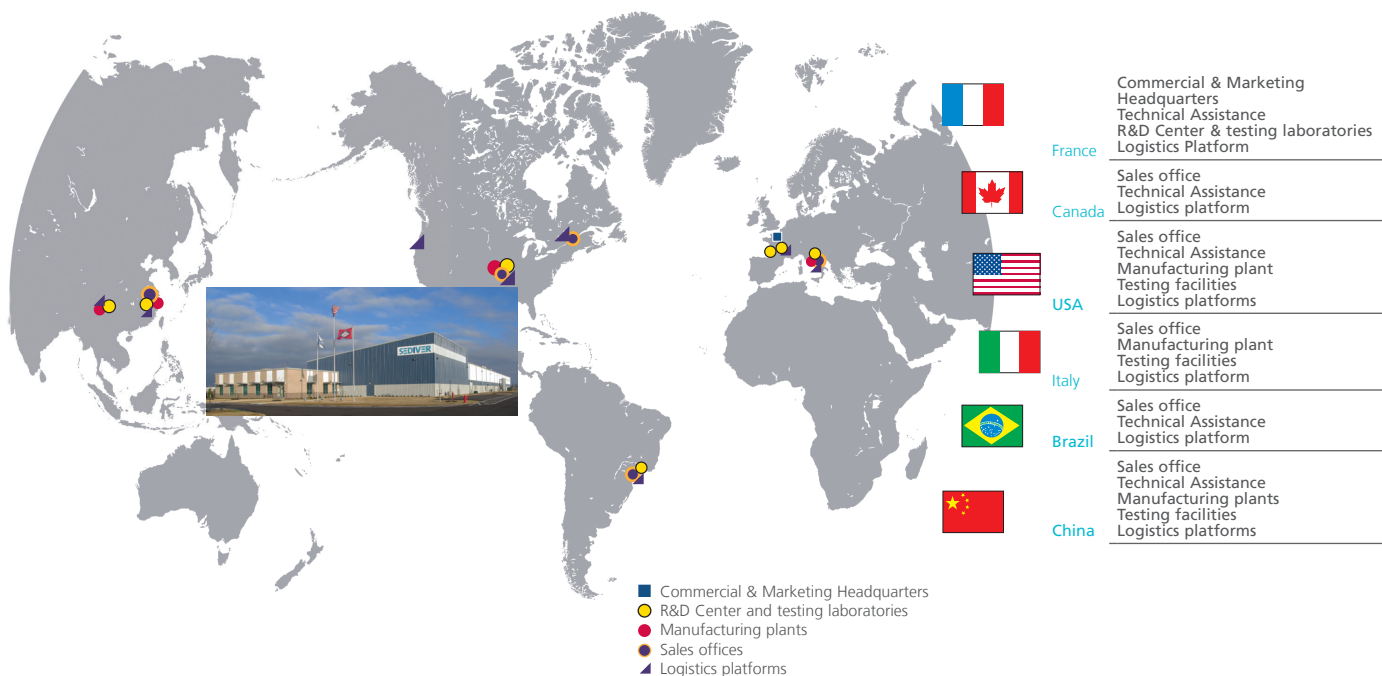 Commercial & Marketing
Headquarters
Technical Assistance
R&D Center & testing laboratories
Logistics Platform
France
Sales office
Technical Assistance
Logistics platform
Canada
Sales office
Technical Assistance
Manufacturing plant
Testing facilities
Logistics platforms
USA
Sales office
Manufacturing plant
Testing facilities
Logistics platform
Italy
Sales office
Technical Assistance
Logistics platform
Brazil
Sales office
Technical Assistance
Manufacturing plants
Testing facilities
Logistics platforms
China
SEDIVER
Commercial & Marketing Headquarters
R&D Center and testing laboratories
Manufacturing plants
Sales offices
Logistics platforms